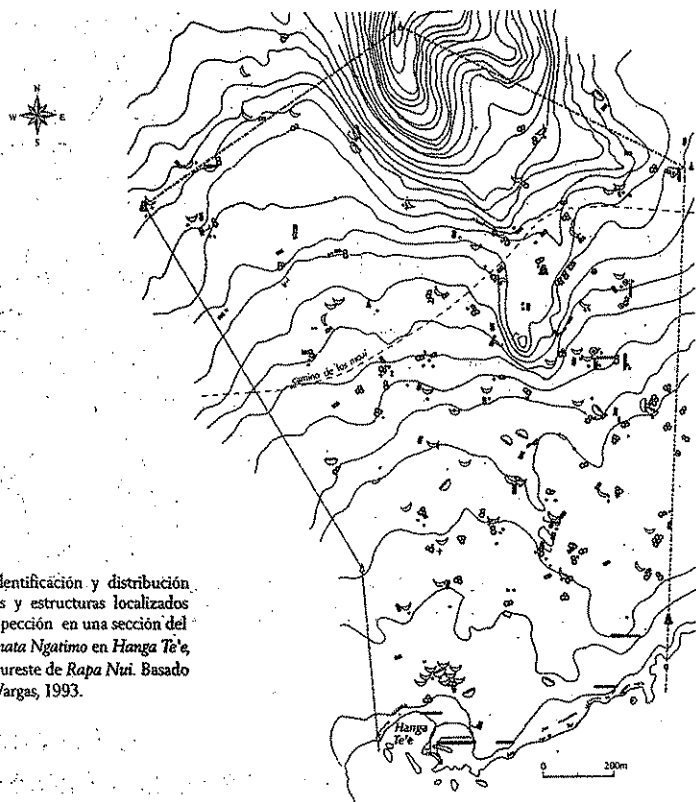 N
W E
S
camino de los moai
dentificación y distribución
s y estructuras localizados
pección en una sección del
nata Ngatimo en Hanga Te'e,
ureste de Rapa Nui. Basado
Vargas, 1993.
Hanga
Te'e
0 200m